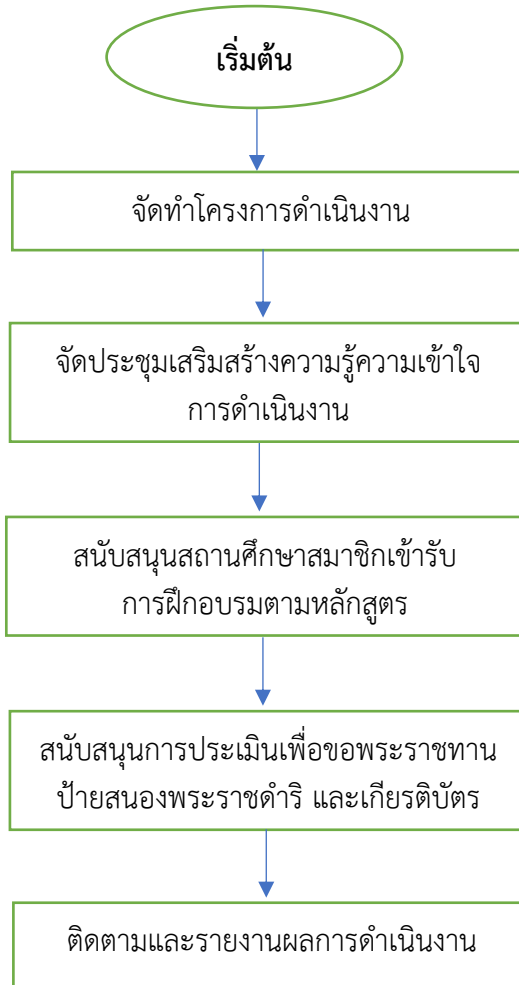 เริ่มต้น
จัดทำโครงการดำเนินงาน
จัดประชุมเสริมสร้างความรู้ความเข้าใจ
การดำเนินงาน
สนับสนุนสถานศึกษาสมาชิกเข้ารับ
การฝึกอบรมตามหลักสูตร
สนับสนุนการประเมินเพื่อขอพระราชทาน
ป้ายสนองพระราชดำริ และเกียรติบัตร
ติดตามและรายงานผลการดำเนินงาน